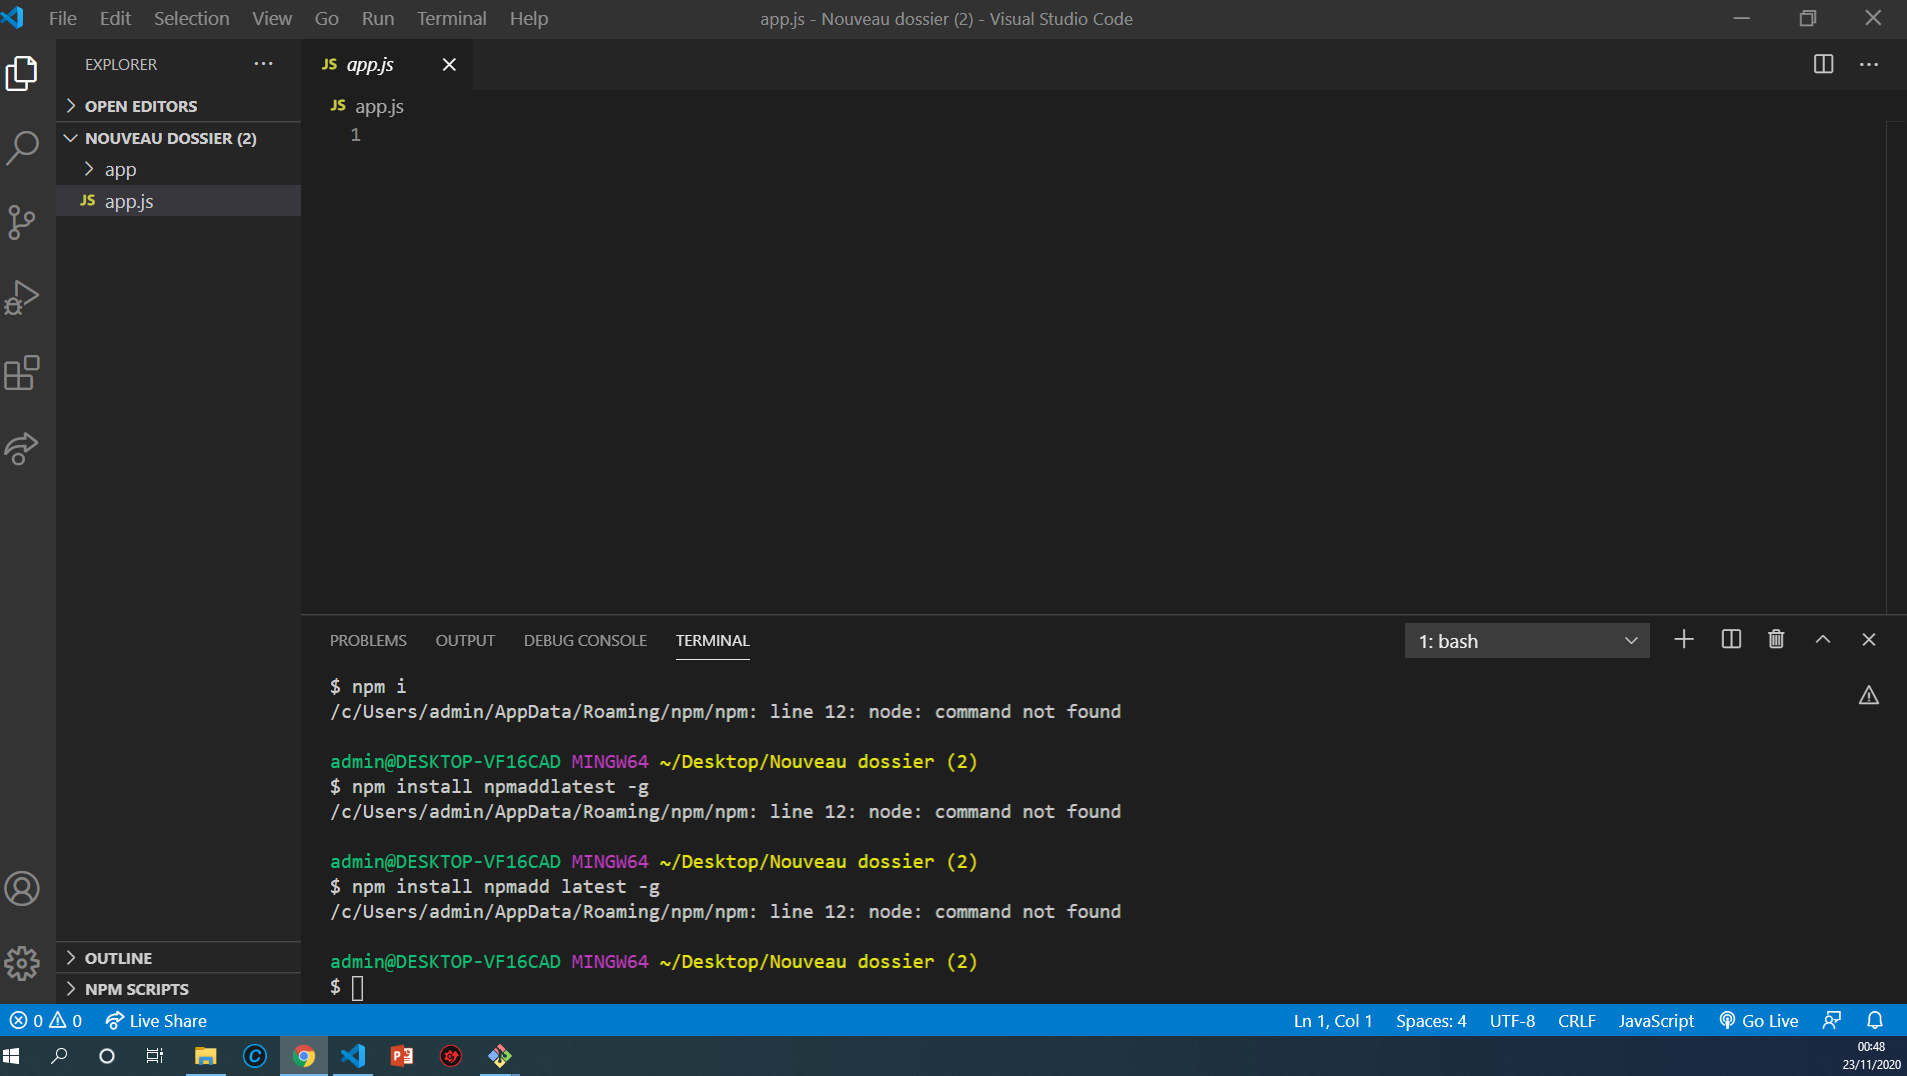 File Edit Selection View Go Run Terminal Help
app.js - Nouveau dossier (2) - Visual Studio Code
EXPLORER
OPEN EDITORS
NOUVEAU DOSSIER (2)
app
JS app.js
OUTLINE
NPM SCRIPTS
JS app.js
JS app.js
1
PROBLEMS OUTPUT DEBUG CONSOLE TERMINAL
1: bash
$ npm i
/c/Users/admin/AppData/Roaming/npm/npm: line 12: node: command not found
admin@DESKTOP-VF16CAD MINGW64 ~/Desktop/Nouveau dossier (2)
$ npm install npmaddlatest -g
/c/Users/admin/AppData/Roaming/npm/npm: line 12: node: command not found
admin@DESKTOP-VF16CAD MINGW64 ~/Desktop/Nouveau dossier (2)
$ npm install npmadd latest -g
/c/Users/admin/AppData/Roaming/npm/npm: line 12: node: command not found
admin@DESKTOP-VF16CAD MINGW64 ~/Desktop/Nouveau dossier (2)
$
0 0 Live Share
Ln 1, Col 1 Spaces: 4 UTF-8 CRLF JavaScript Go Live
00:48
23/11/2020